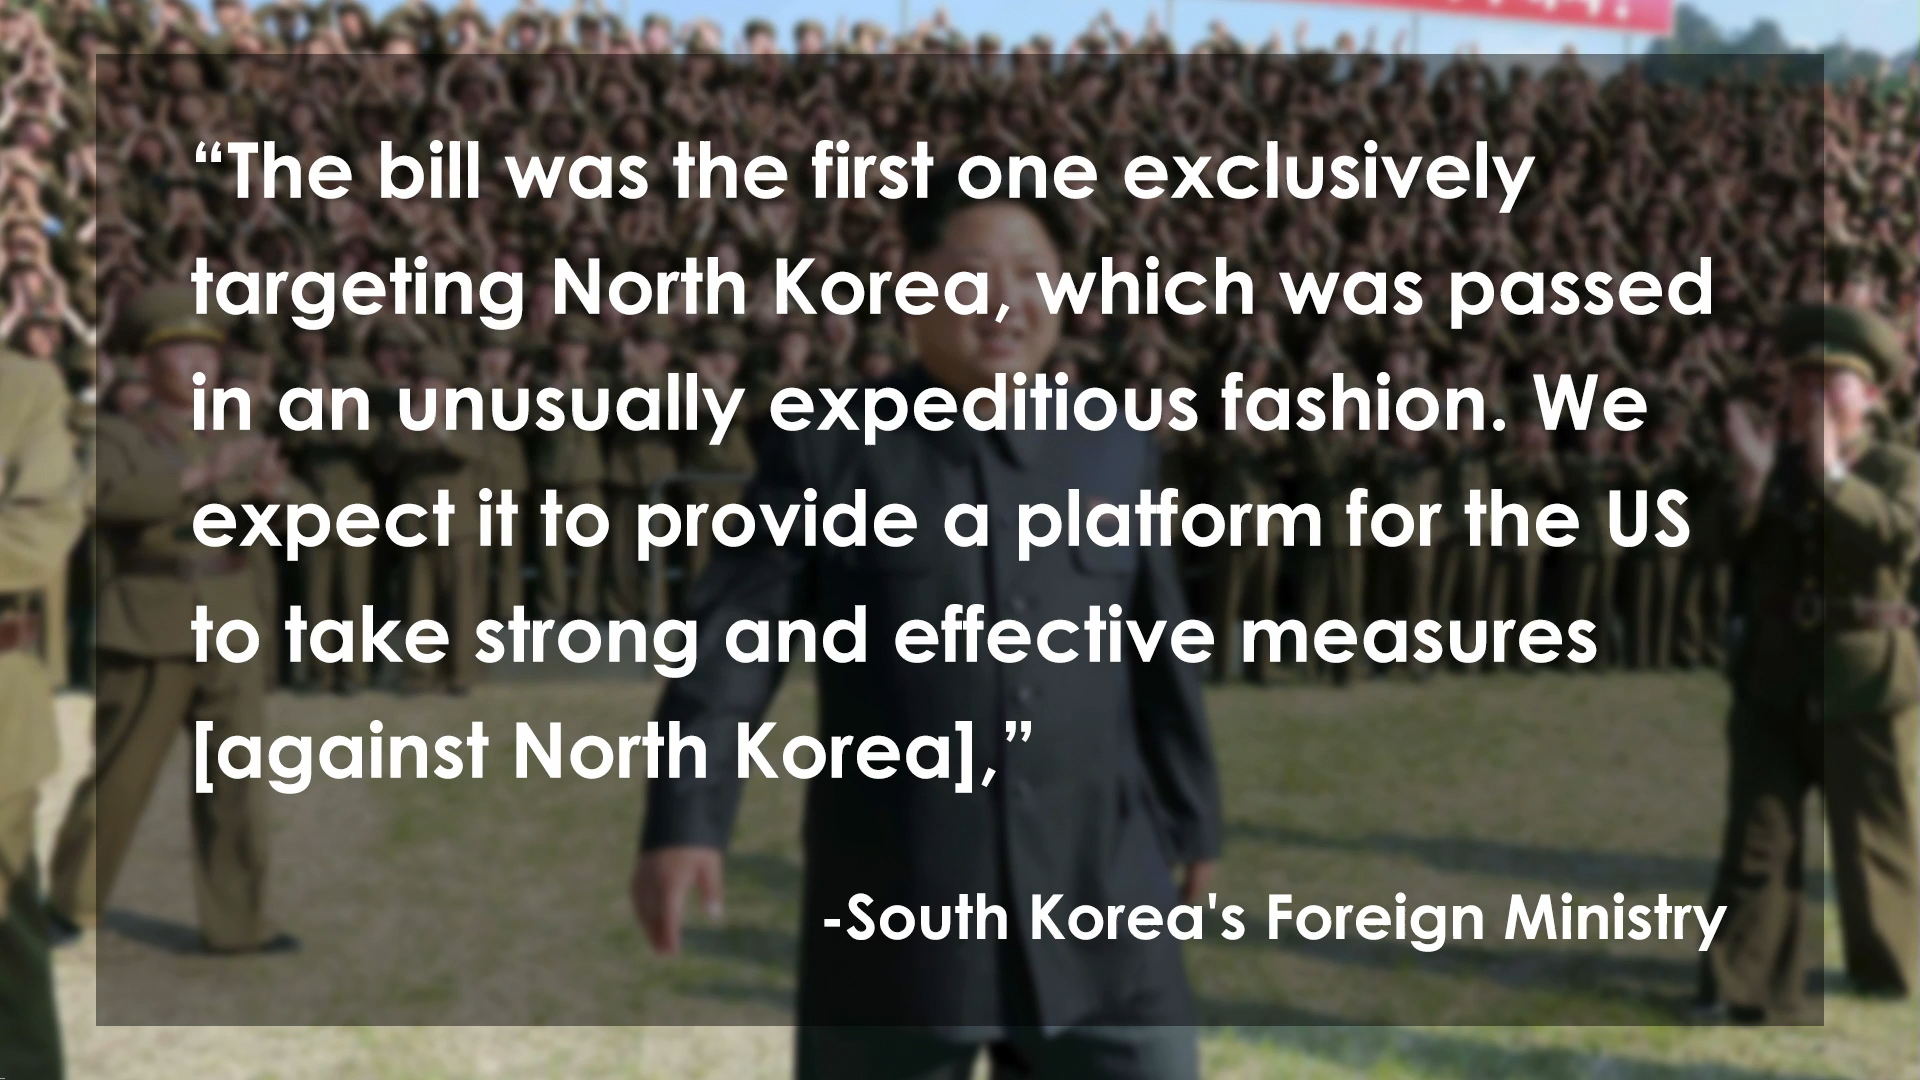 “The bill was the first one exclusively
targeting North Korea, which was passed
in an unusually expeditious fashion. We
expect it to provide a platform for the US
to take strong and effective measures
[against North Korea],”
-South Korea's Foreign Ministry